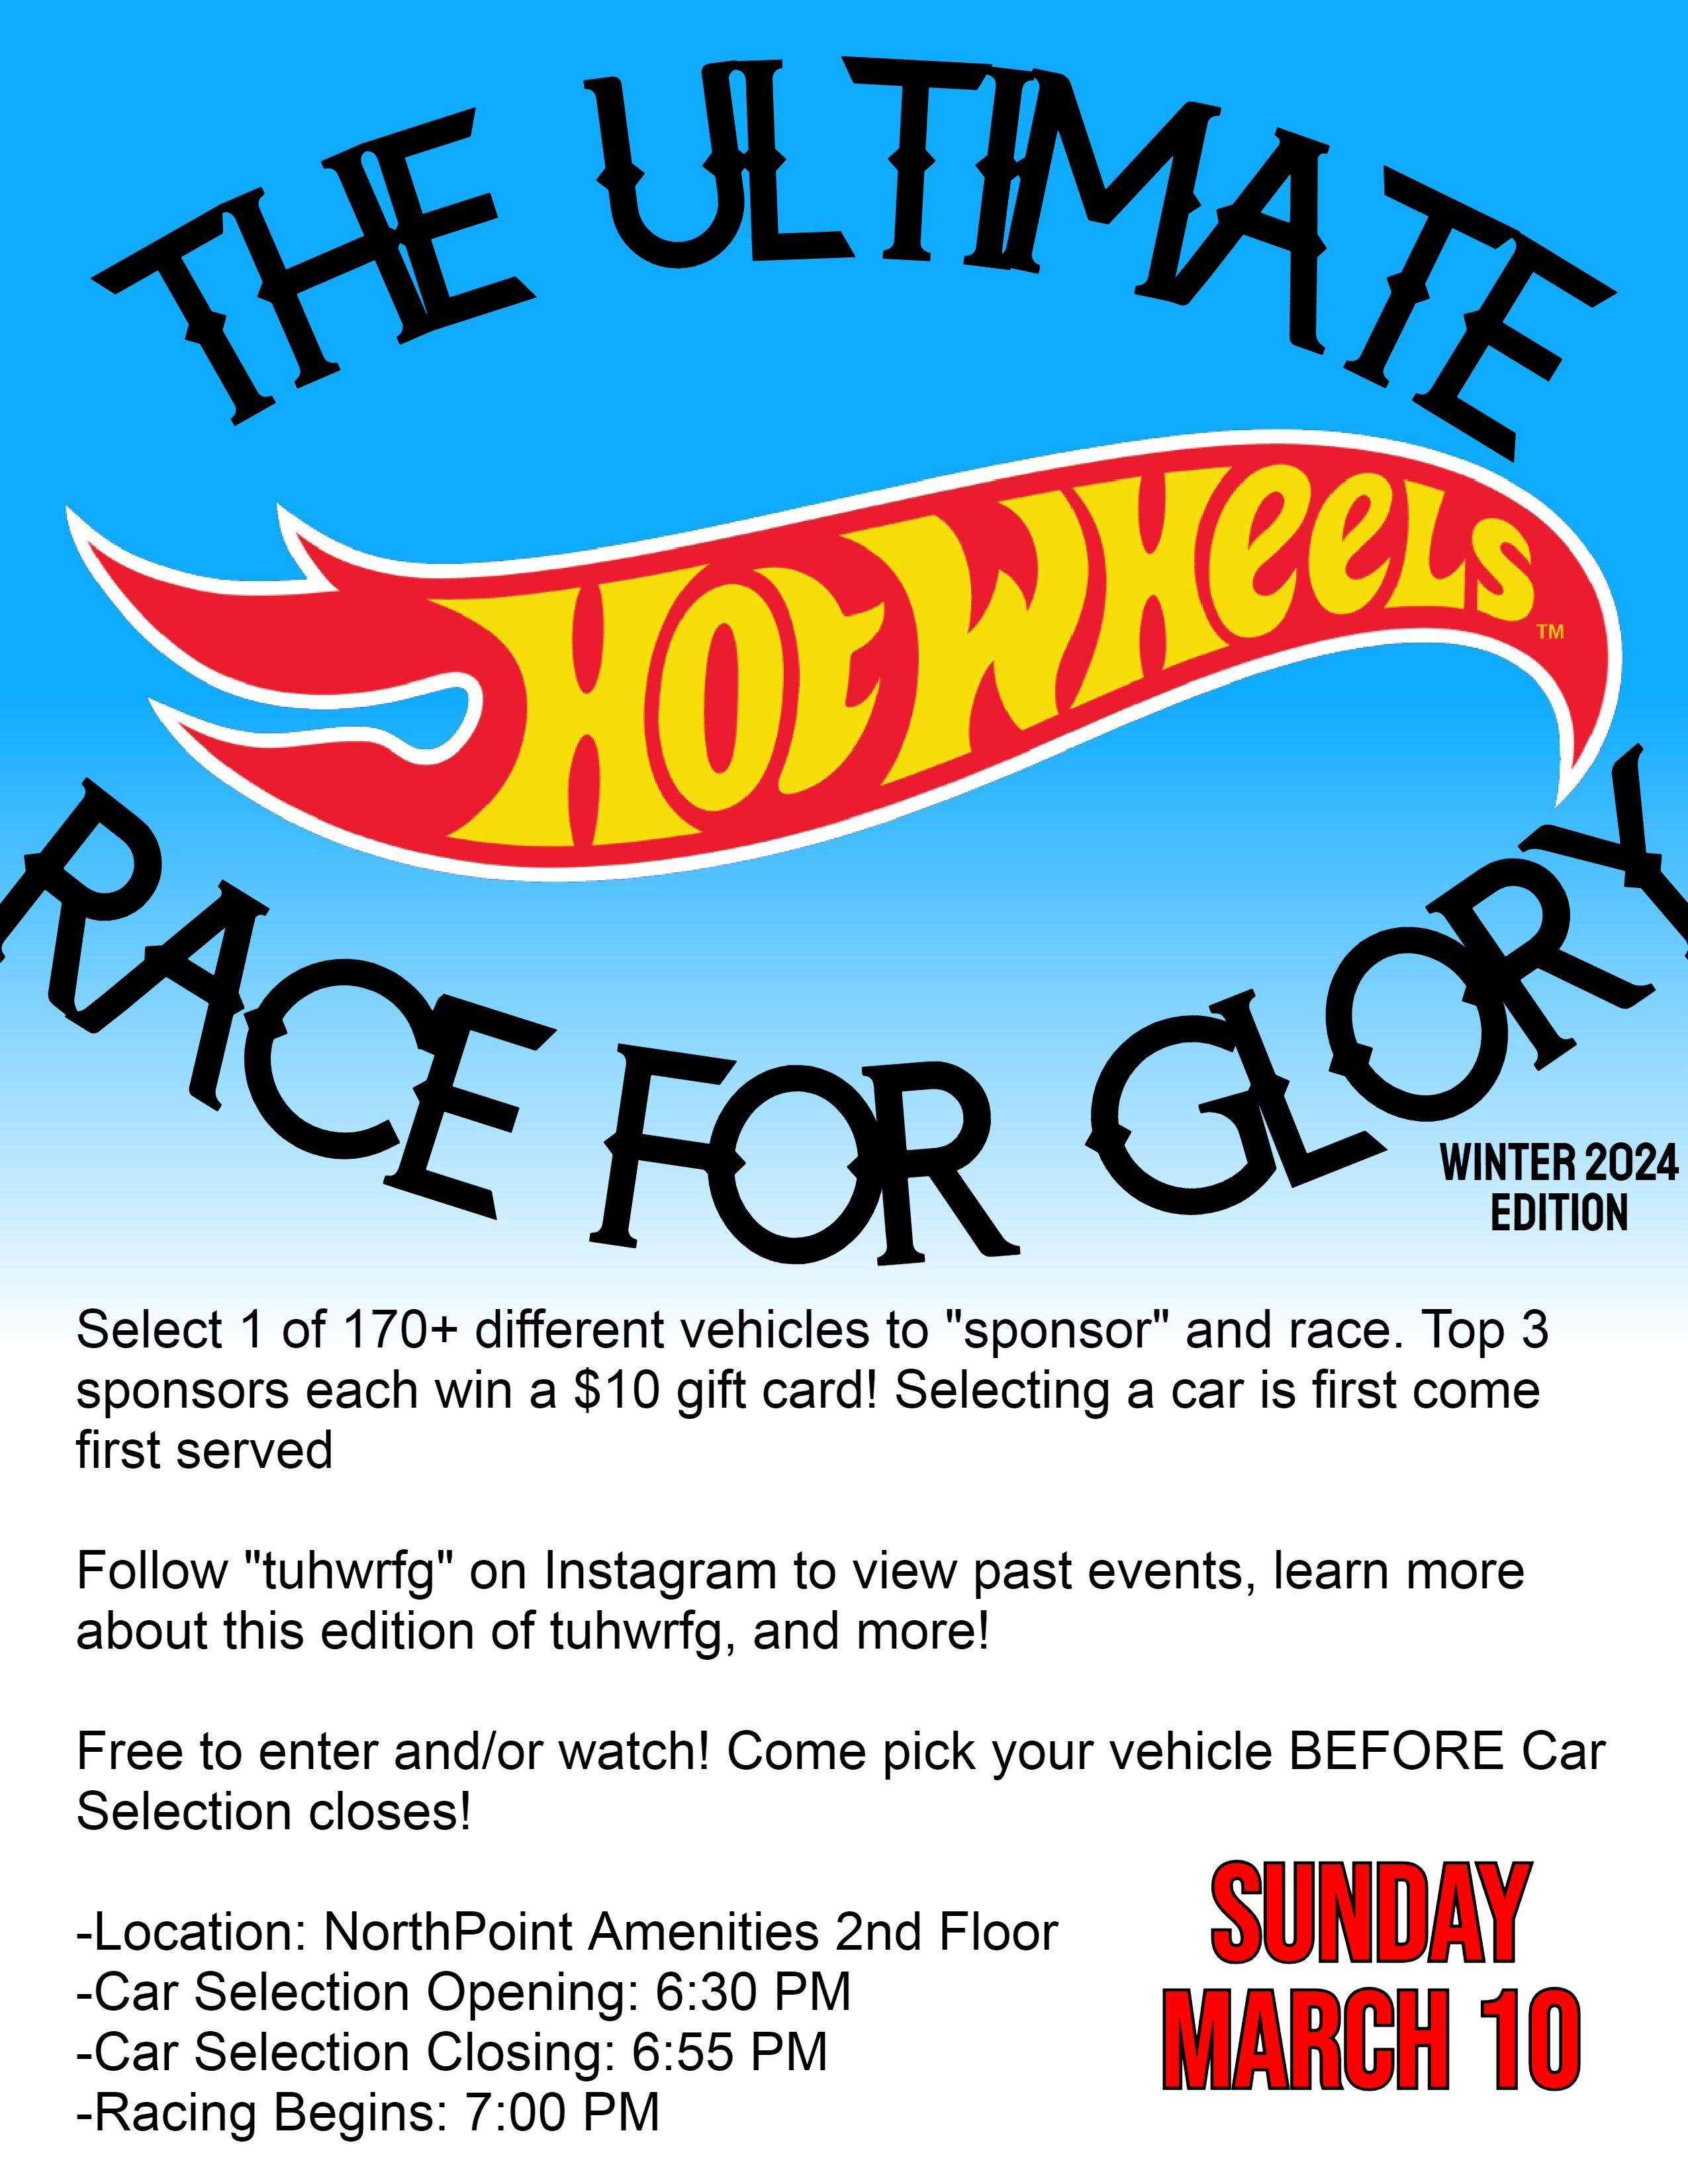 THE ULTIMATE
HOT WHEELS TM
RACE FOR GLORY
WINTER 2024
EDITION
Select 1 of 170+ different vehicles to "sponsor" and race. Top 3
sponsors each win a $10 gift card! Selecting a car is first come
first served
Follow "tuhwrfg" on Instagram to view past events, learn more
about this edition of tuhwrfg, and more!
Free to enter and/or watch! Come pick your vehicle BEFORE Car
Selection closes!
-Location: NorthPoint Amenities 2nd Floor
-Car Selection Opening: 6:30 PM
-Car Selection Closing: 6:55 PM
-Racing Begins: 7:00 PM
SUNDAY
MARCH 10